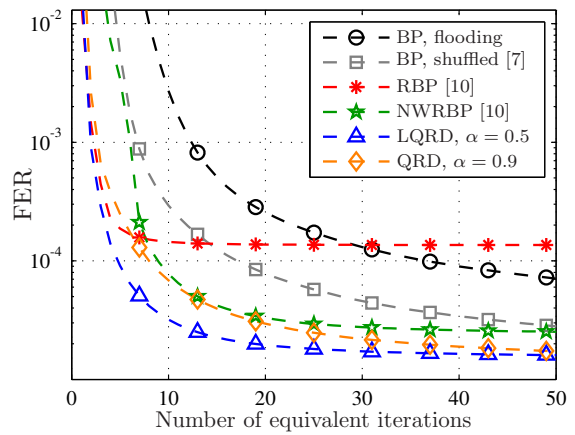 10⁻²
10⁻³
10⁻⁴
FER
BP, flooding
BP, shuffled [7]
RBP [10]
NWRBP [10]
LQRD, α = 0.5
QRD, α = 0.9
0 10 20 30 40 50
Number of equivalent iterations